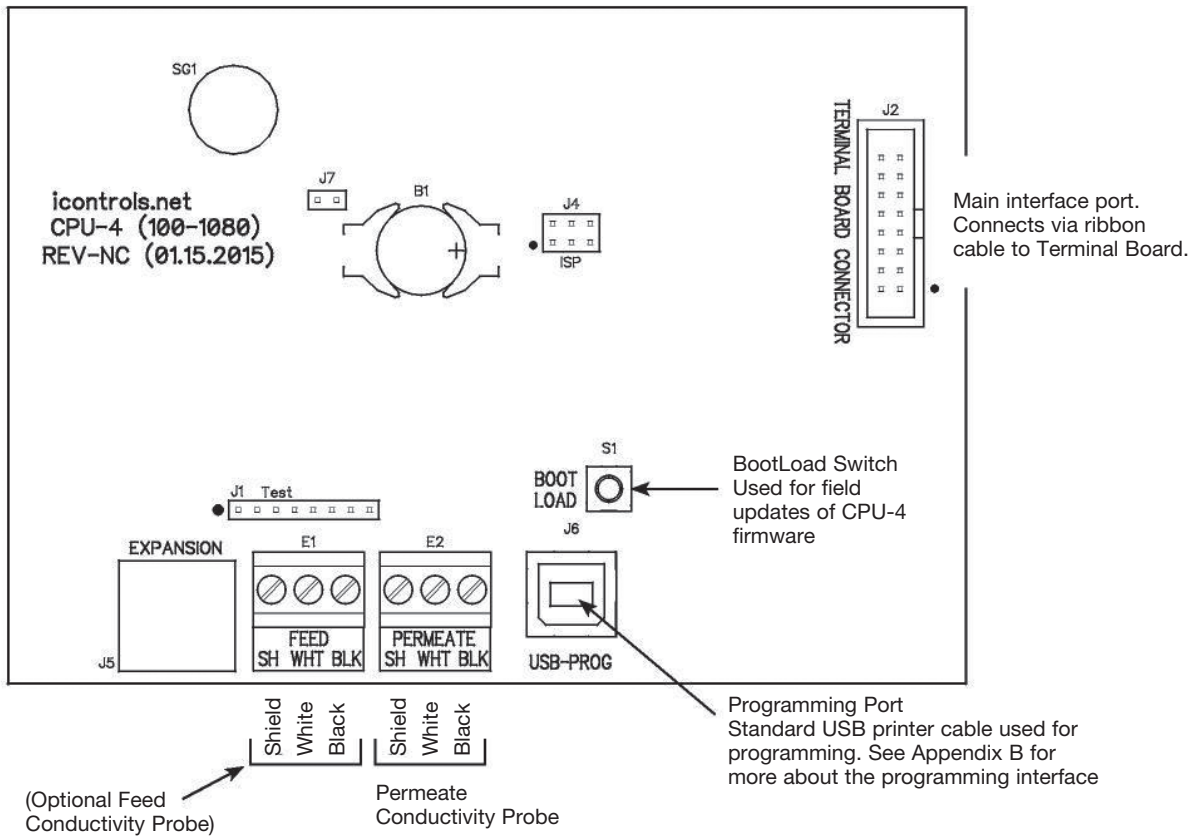 SG1
icontrols.net
CPU-4 (100-1080)
REV-NC (01.15.2015)
J7
B1
J4
ISP
J2
TERMINAL BOARD CONNECTOR
Main interface port.
Connects via ribbon
cable to Terminal Board.
S1
BOOT
LOAD
BootLoad Switch
Used for field
updates of CPU-4
firmware
J1 Test
EXPANSION
J5
E1
FEED
SH WHT BLK
E2
PERMEATE
SH WHT BLK
J6
USB-PROG
Shield
White
Black
Shield
White
Black
(Optional Feed
Conductivity Probe)
Permeate
Conductivity Probe
Programming Port
Standard USB printer cable used for
programming. See Appendix B for
more about the programming interface